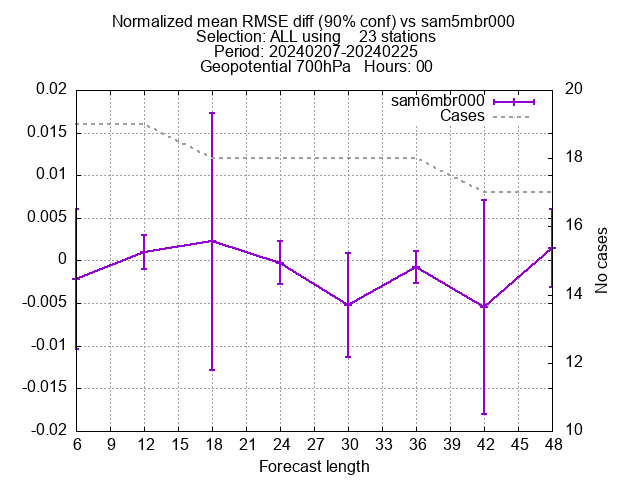 Normalized mean RMSE diff (90% conf) vs sam5mbr000
Selection: ALL using    23 stations
Period: 20240207-20240225
Geopotential 700hPa   Hours: 00
sam6mbr000
Cases
0.02
0.015
0.01
0.005
0
-0.005
-0.01
-0.015
-0.02
20
18
16
14
12
10
No cases
6 9 12 15 18 21 24 27 30 33 36 39 42 45 48
Forecast length